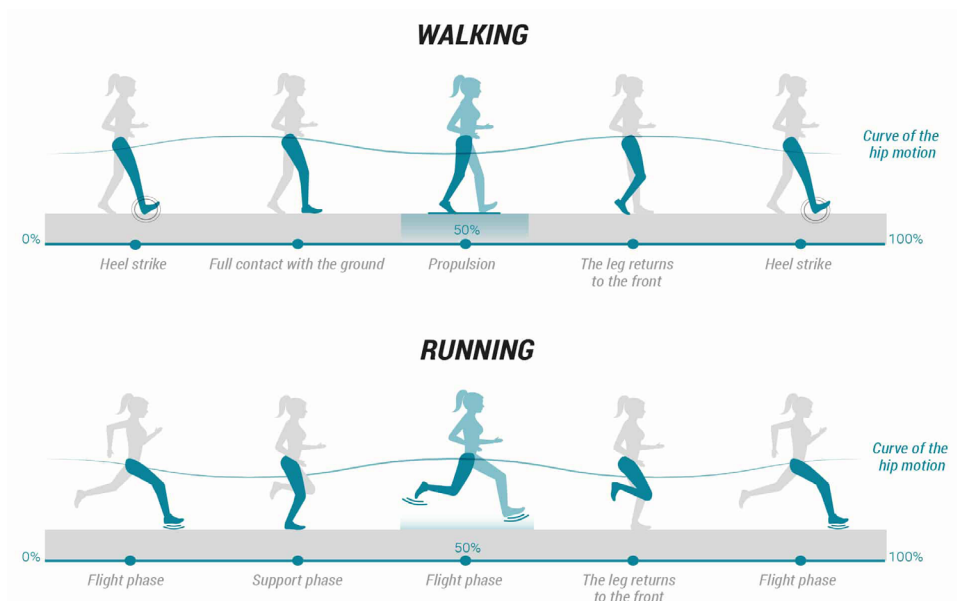 WALKING
Curve of the
hip motion
0%
50%
100%
Heel strike
Full contact with the ground
Propulsion
The leg returns
to the front
Heel strike
RUNNING
Curve of the
hip motion
0%
50%
100%
Flight phase
Support phase
Flight phase
The leg returns
to the front
Flight phase